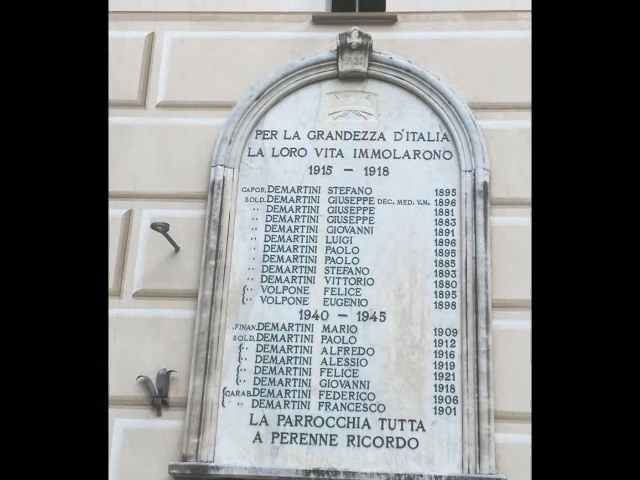 PER LA GRANDEZZA D'ITALIA
LA LORO VITA IMMOLARONO
1915 - 1918
CAPOR. DEMARTINI STEFANO 1895
SOLD. DEMARTINI GIUSEPPE DEC. MED. V.M. 1896
" DEMARTINI GIUSEPPE 1881
" DEMARTINI GIUSEPPE 1883
" DEMARTINI GIOVANNI 1891
" DEMARTINI LUIGI 1896
" DEMARTINI PAOLO 1895
" DEMARTINI PAOLO 1885
" DEMARTINI STEFANO 1893
" DEMARTINI VITTORIO 1880
" VOLPONE FELICE 1895
" VOLPONE EUGENIO 1898
1940 - 1945
FINAN. DEMARTINI MARIO 1909
SOLD. DEMARTINI PAOLO 1912
" DEMARTINI ALFREDO 1916
" DEMARTINI ALESSIO 1919
" DEMARTINI FELICE 1921
" DEMARTINI GIOVANNI 1918
CARAB. DEMARTINI FEDERICO 1906
" DEMARTINI FRANCESCO 1901
LA PARROCCHIA TUTTA
A PERENNE RICORDO